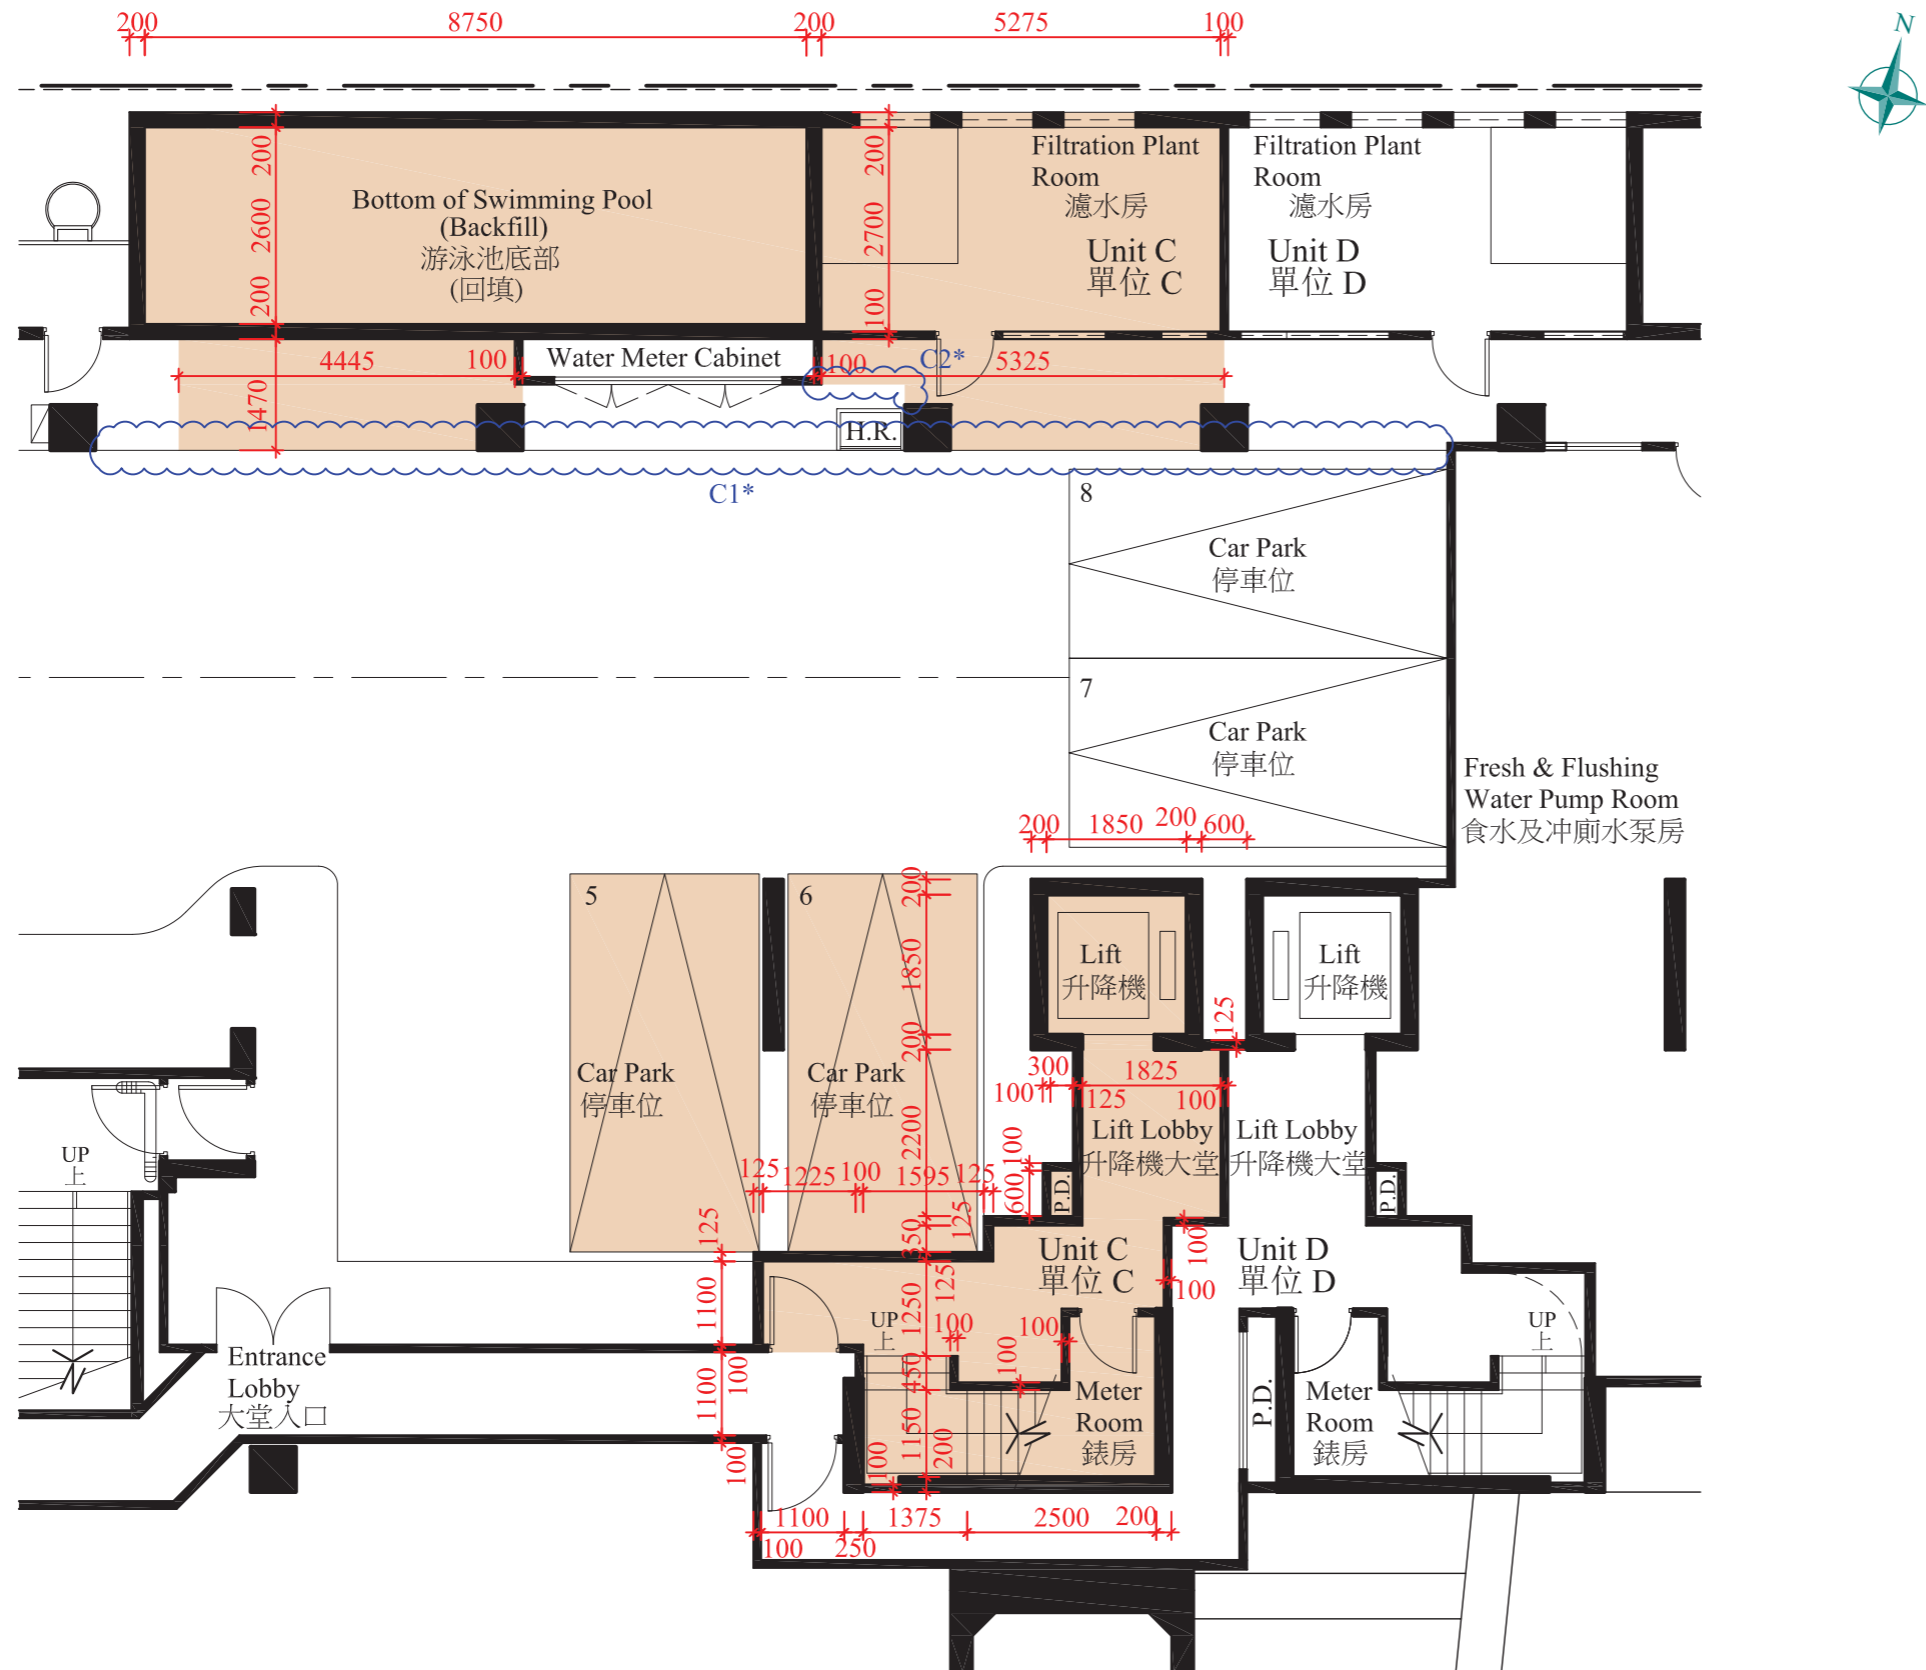 200
8750
200
5275
100
N
200
2600
200
Bottom of Swimming Pool
(Backfill)
游泳池底部
(回填)
200
2700
100
Filtration Plant
Room
濾水房
Unit C
單位 C
Filtration Plant
Room
濾水房
Unit D
單位 D
4445
100
Water Meter Cabinet
100
C2*
5325
1470
H.R.
C1*
8
Car Park
停車位
7
Car Park
停車位
Fresh & Flushing
Water Pump Room
食水及冲廁水泵房
200
1850
200
600
5
6
200
1850
200
2200
350
Lift
升降機
Lift
升降機
125
Car Park
停車位
Car Park
停車位
300
1825
100
125
100
Lift Lobby
升降機大堂
Lift Lobby
升降機大堂
UP
上
125
1225
100
1595
125
100
600
P.D.
P.D.
125
125
Unit C
單位 C
Unit D
單位 D
100
100
1100
1250
125
UP
上
100
100
100
UP
上
Entrance
Lobby
大堂入口
1100
100
450
Meter
Room
錶房
P.D.
Meter
Room
錶房
1150
200
100
100
1100
1375
2500
200
100
250